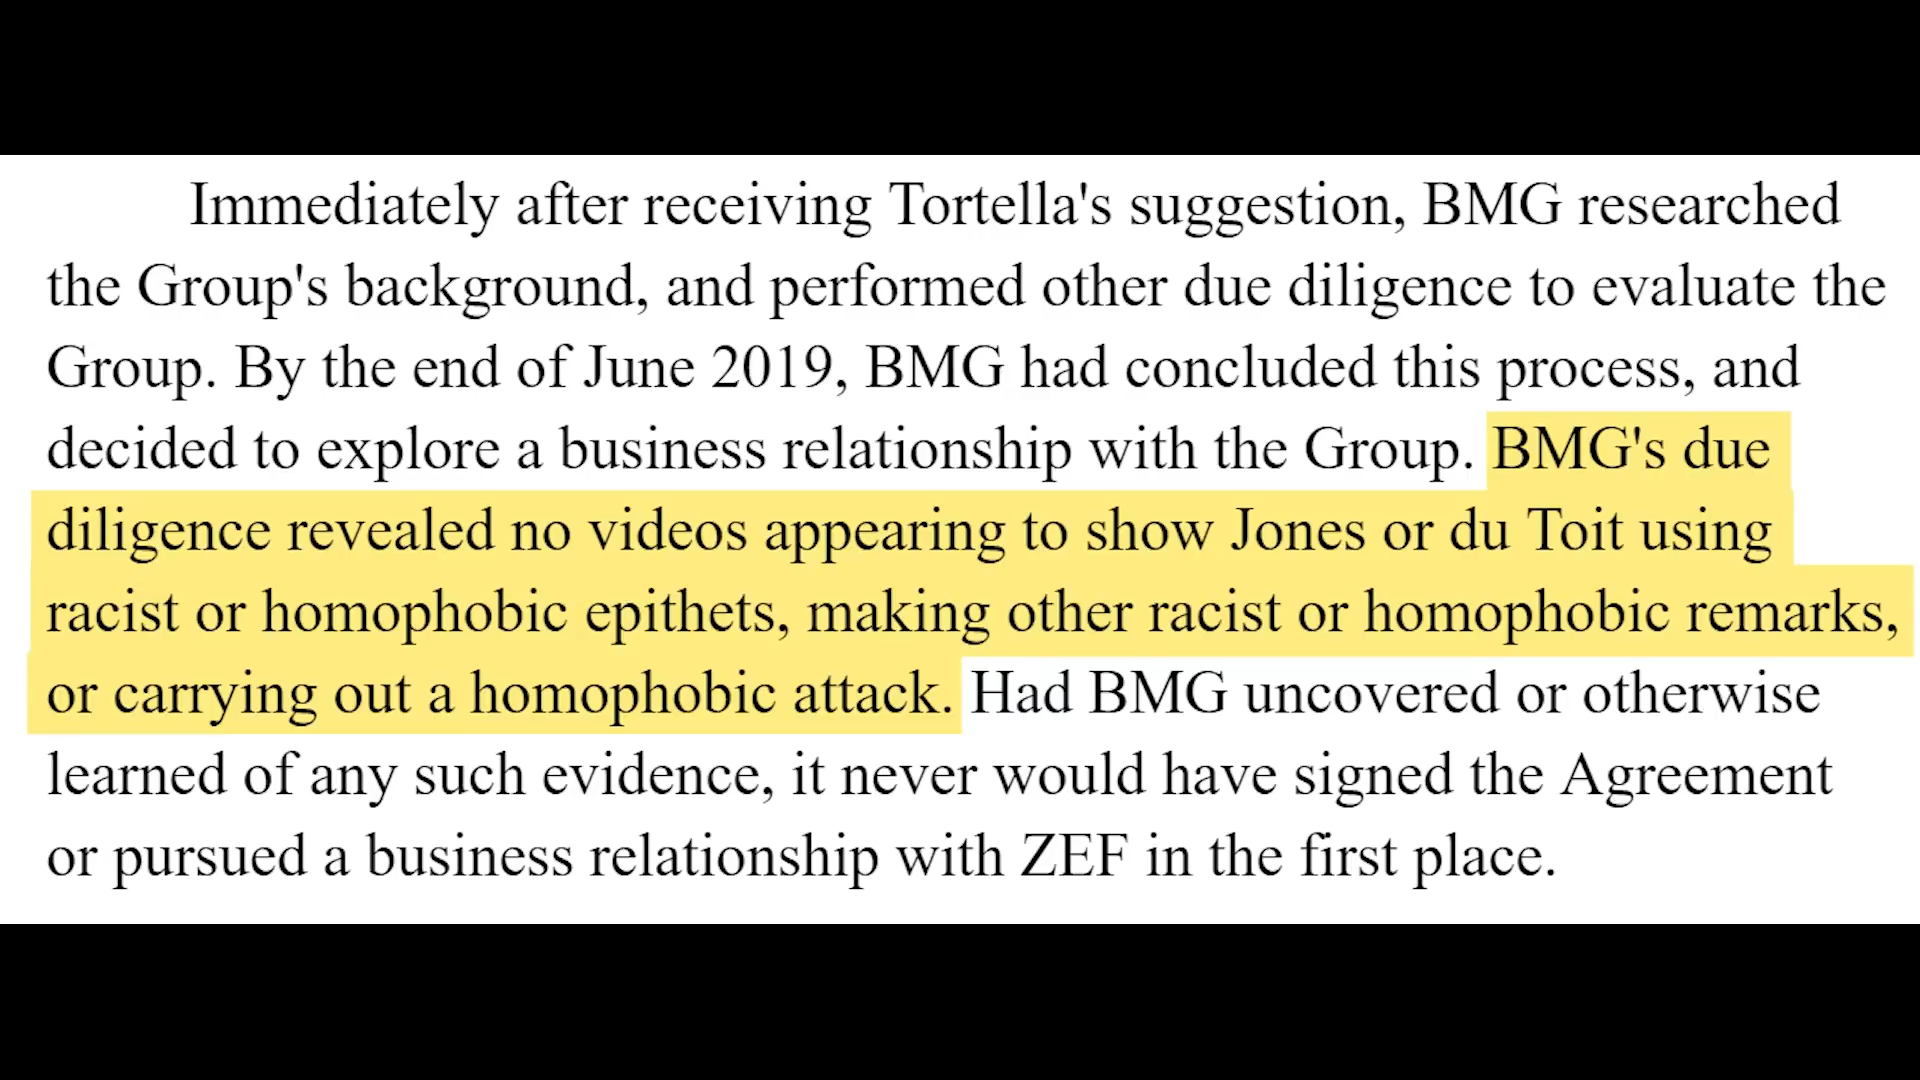 Immediately after receiving Tortella's suggestion, BMG researched
the Group's background, and performed other due diligence to evaluate the
Group. By the end of June 2019, BMG had concluded this process, and
decided to explore a business relationship with the Group. BMG's due
diligence revealed no videos appearing to show Jones or du Toit using
racist or homophobic epithets, making other racist or homophobic remarks,
or carrying out a homophobic attack. Had BMG uncovered or otherwise
learned of any such evidence, it never would have signed the Agreement
or pursued a business relationship with ZEF in the first place.